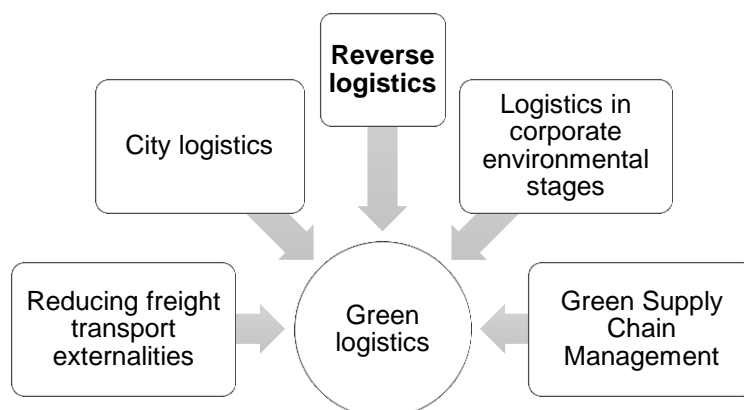 Reverse
logistics
City logistics
Logistics in
corporate
environmental
stages
Reducing freight
transport
externalities
Green
logistics
Green Supply
Chain
Management